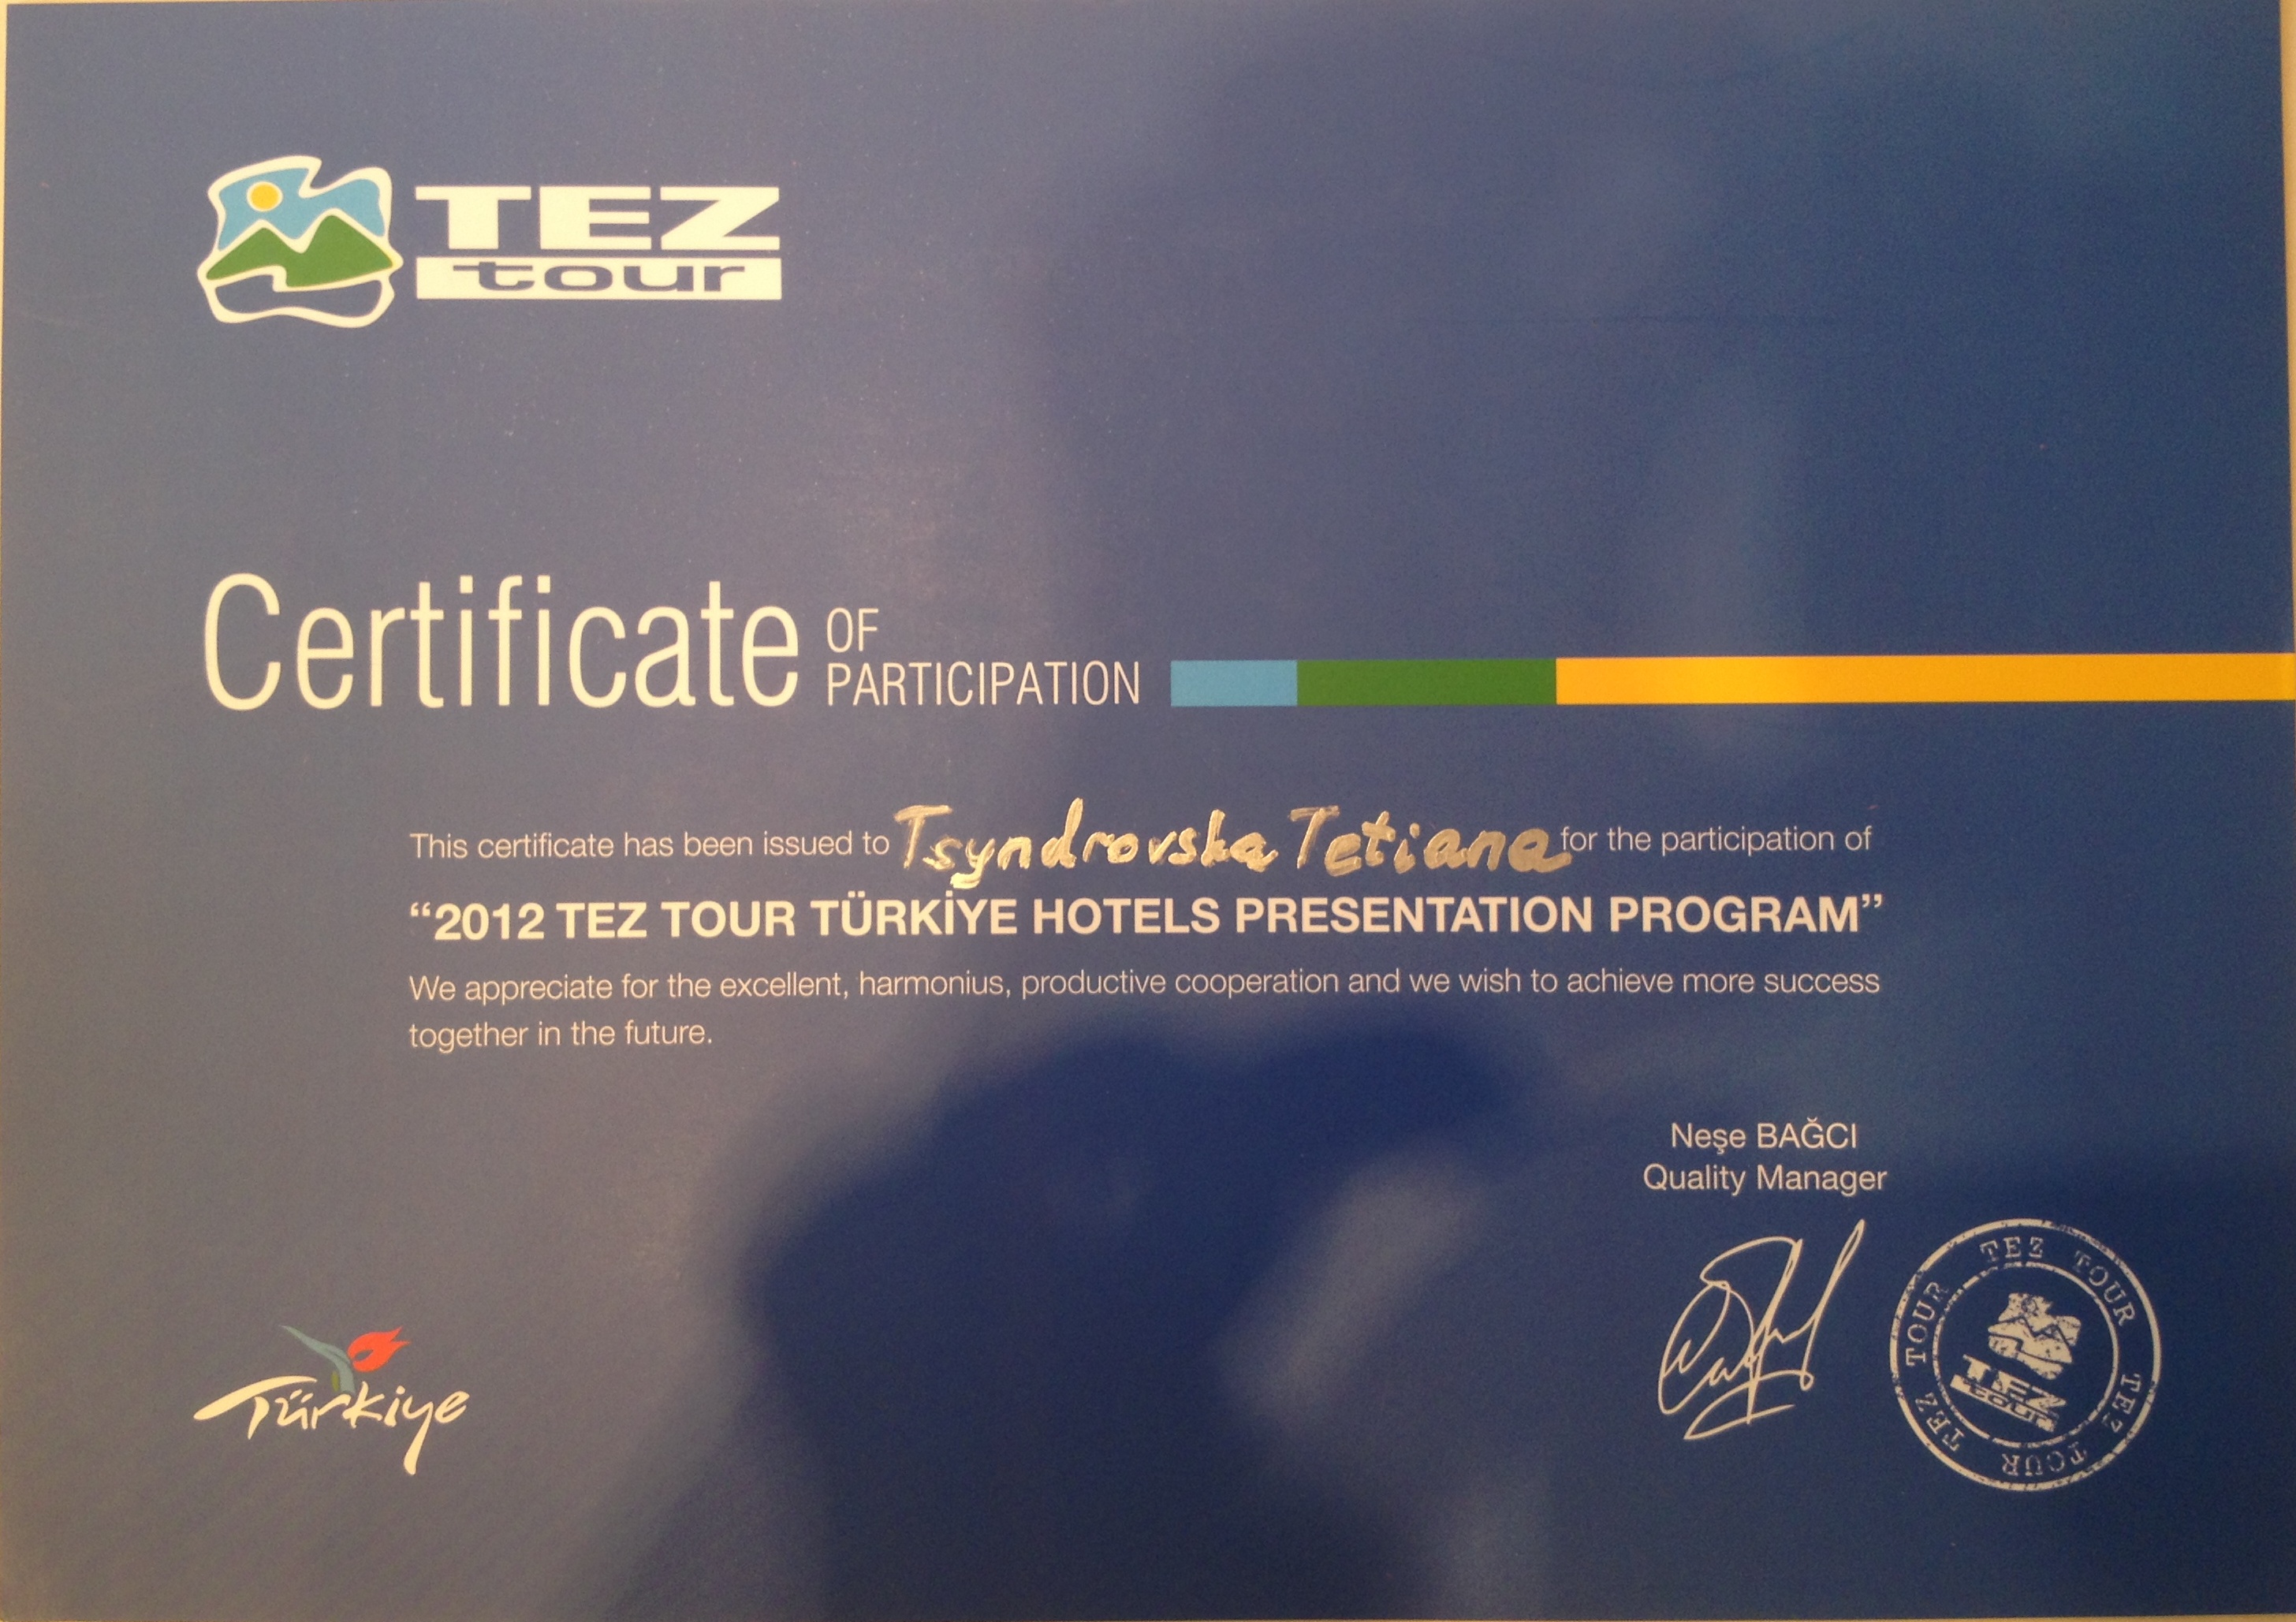 TEZ
tour
Certificate OF
PARTICIPATION
This certificate has been issued to Tsyndrovska Tetiana for the participation of
“2012 TEZ TOUR TÜRKİYE HOTELS PRESENTATION PROGRAM”
We appreciate for the excellent, harmonius, productive cooperation and we wish to achieve more success
together in the future.
Neşe BAĞCI
Quality Manager
Türkiye
TEZ TOUR TEZ TOUR TEZ TOUR
TEZ
tour